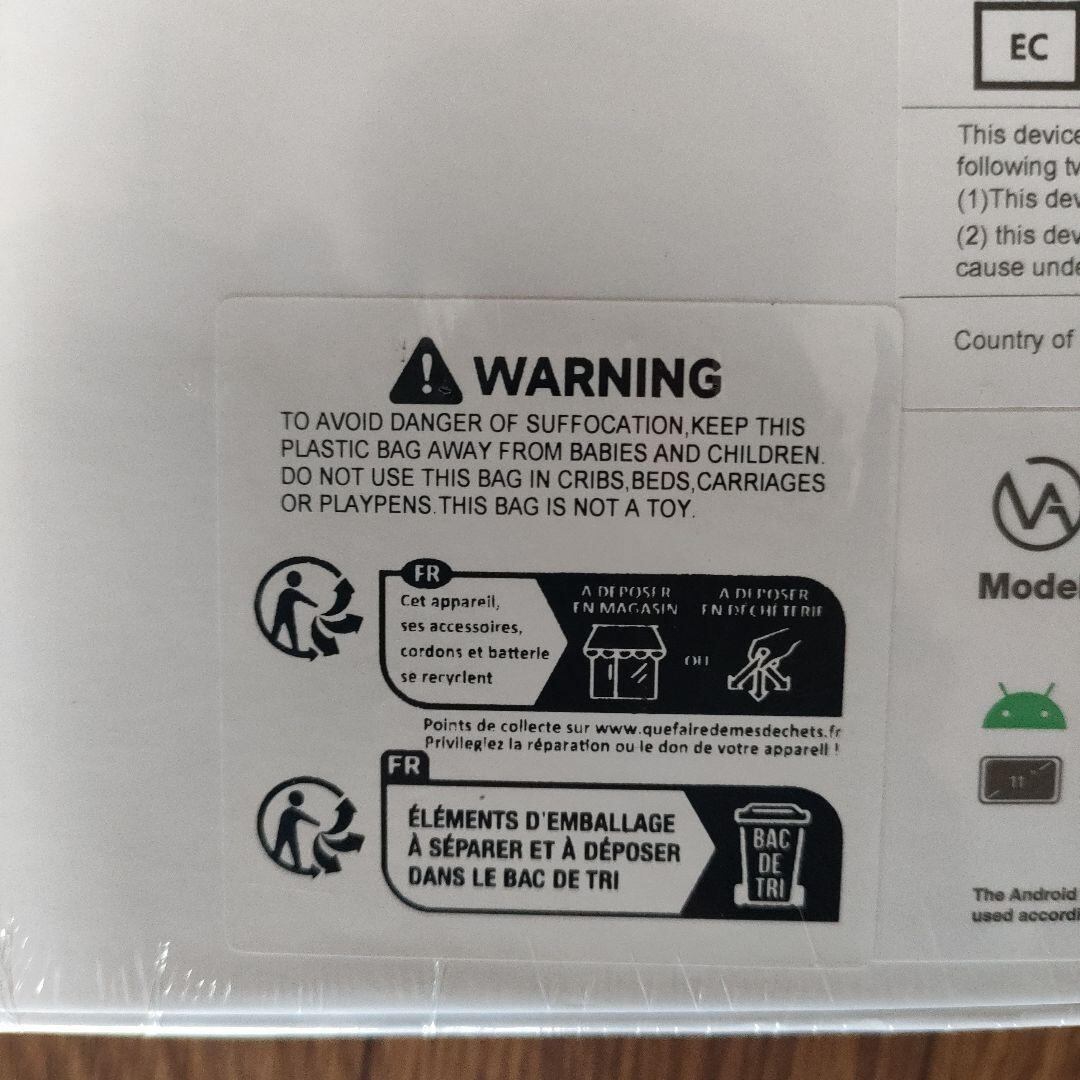 EC
This device
following tw
(1)This dev
(2) this dev
cause unde
Country of
WARNING
TO AVOID DANGER OF SUFFOCATION,KEEP THIS
PLASTIC BAG AWAY FROM BABIES AND CHILDREN.
DO NOT USE THIS BAG IN CRIBS,BEDS,CARRIAGES
OR PLAYPENS.THIS BAG IS NOT A TOY.
FR
Cet appareil,
ses accessoires,
cordons et batterie
se recyclent
A DÉPOSER
EN MAGASIN
OU
A DÉPOSER
EN DÉCHÈTERIE
Points de collecte sur www.quefairedemesdechets.fr
Privilegiez la réparation ou le don de votre appareil !
FR
ÉLÉMENTS D'EMBALLAGE
À SÉPARER ET À DÉPOSER
DANS LE BAC DE TRI
BAC
DE
TRI
VA
Model
11"
The Android
used accordi